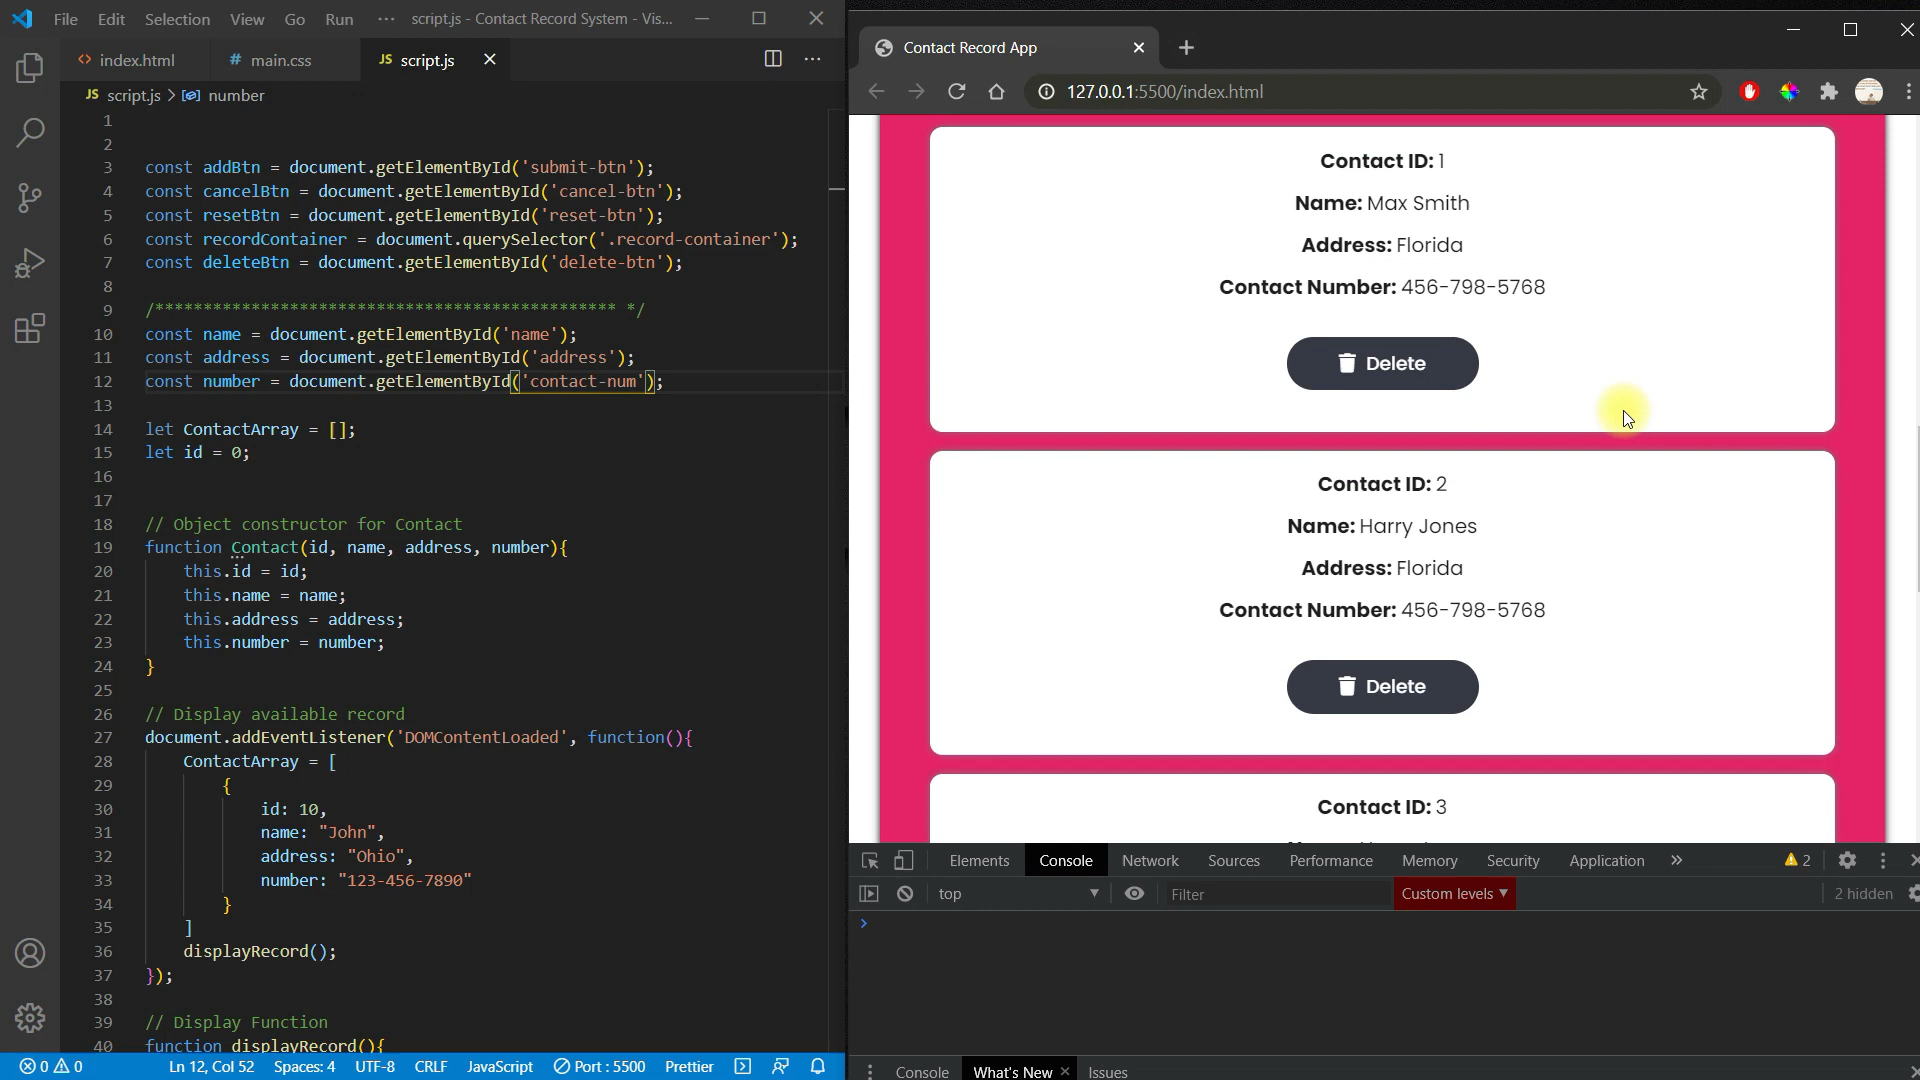 File Edit Selection View Go Run ··· script.js - Contact Record System - Vis...
index.html # main.css JS script.js
JS script.js > number
1
2
3 const addBtn = document.getElementById('submit-btn');
4 const cancelBtn = document.getElementById('cancel-btn');
5 const resetBtn = document.getElementById('reset-btn');
6 const recordContainer = document.querySelector('.record-container');
7 const deleteBtn = document.getElementById('delete-btn');
8
9 /************************************************ */
10 const name = document.getElementById('name');
11 const address = document.getElementById('address');
12 const number = document.getElementById('contact-num');
13
14 let ContactArray = [];
15 let id = 0;
16
17
18 // Object constructor for Contact
19 function Contact(id, name, address, number){
20 this.id = id;
21 this.name = name;
22 this.address = address;
23 this.number = number;
24 }
25
26 // Display available record
27 document.addEventListener('DOMContentLoaded', function(){
28 ContactArray = [
29 {
30 id: 10,
31 name: "John",
32 address: "Ohio",
33 number: "123-456-7890"
34 }
35 ]
36 displayRecord();
37 });
38
39 // Display Function
40 function displayRecord(){
0 0 Ln 12, Col 52 Spaces: 4 UTF-8 CRLF JavaScript Port : 5500 Prettier
Contact Record App
127.0.0.1:5500/index.html
Contact ID: 1
Name: Max Smith
Address: Florida
Contact Number: 456-798-5768
Delete
Contact ID: 2
Name: Harry Jones
Address: Florida
Contact Number: 456-798-5768
Delete
Contact ID: 3
Elements Console Network Sources Performance Memory Security Application » 2
top Filter Custom levels 2 hidden
Console What's New Issues